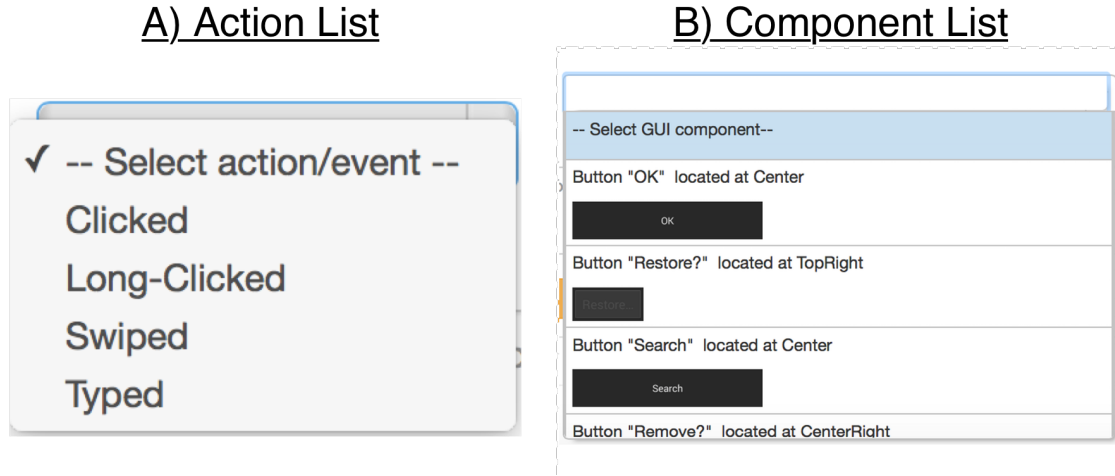 A) Action List
✓ -- Select action/event --
Clicked
Long-Clicked
Swiped
Typed
B) Component List
-- Select GUI component--
Button "OK"  located at Center
OK
Button "Restore?"  located at TopRight
Restore..
Button "Search"  located at Center
Search
Button "Remove?"  located at CenterRight